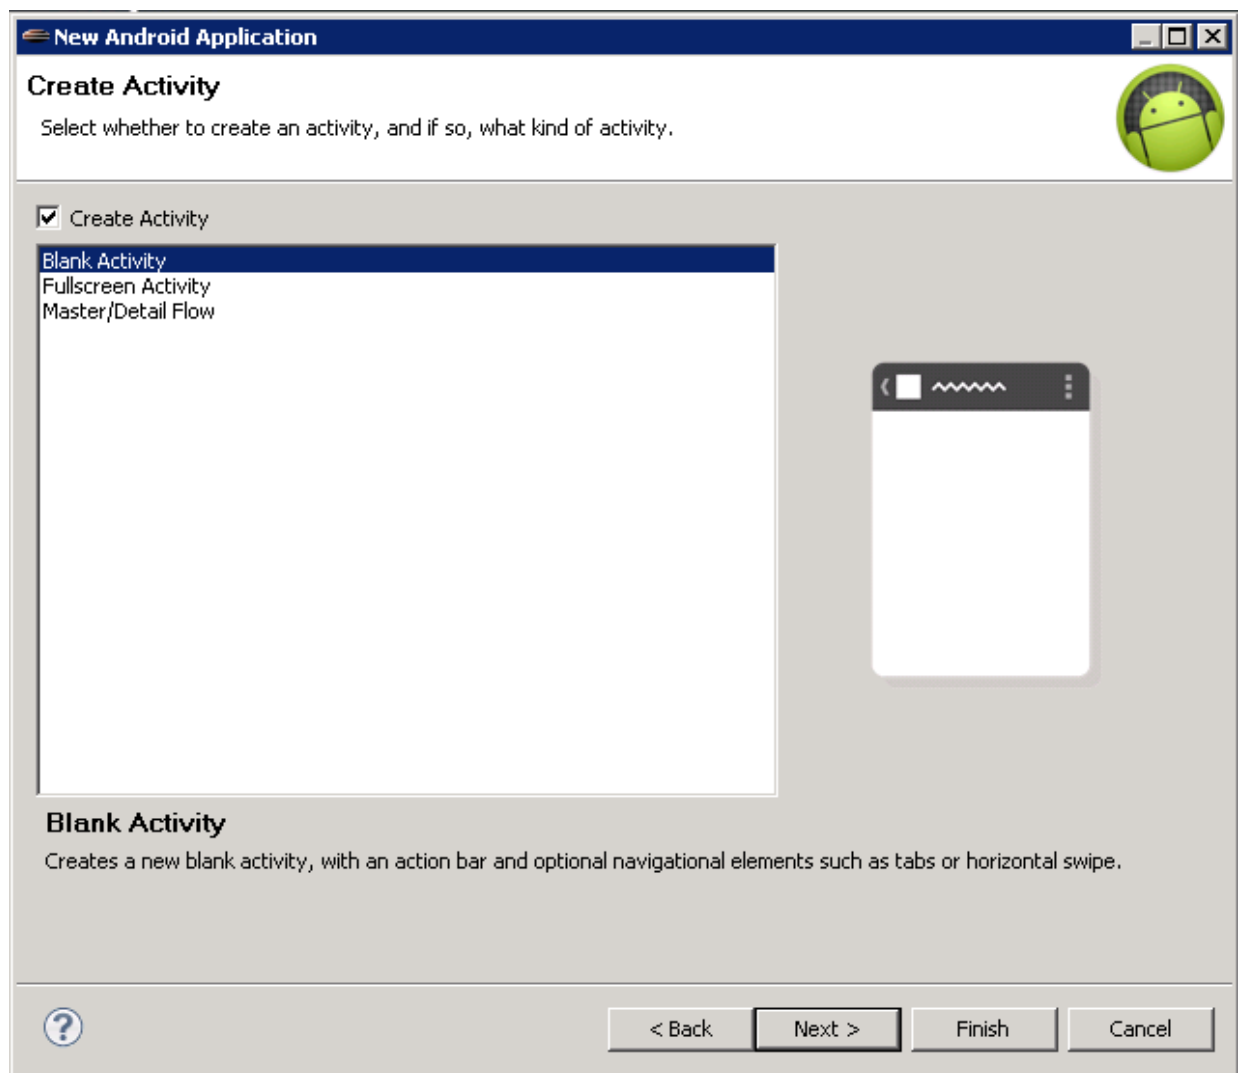 New Android Application
Create Activity
Select whether to create an activity, and if so, what kind of activity.
Create Activity
Blank Activity
Fullscreen Activity
Master/Detail Flow
Blank Activity
Creates a new blank activity, with an action bar and optional navigational elements such as tabs or horizontal swipe.
? < Back Next > Finish Cancel